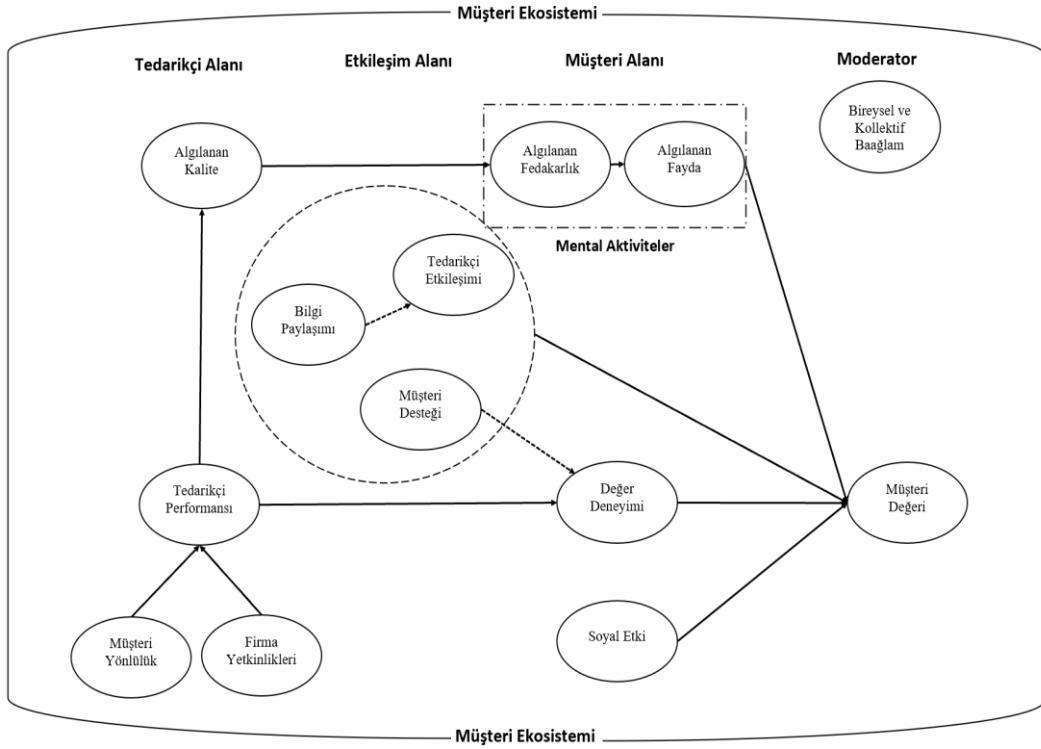 Müşteri Ekosistemi
Tedarikçi Alanı
Etkileşim Alanı
Müşteri Alanı
Moderator
Bireysel ve
Kollektif
Baağlam
Algılanan
Kalite
Algılanan
Fedakarlık
Algılanan
Fayda
Mental Aktiviteler
Tedarikçi
Etkileşimi
Bilgi
Paylaşımı
Müşteri
Desteği
Tedarikçi
Performansı
Değer
Deneyimi
Müşteri
Değeri
Müşteri
Yönlülük
Firma
Yetkinlikleri
Soyal Etki
Müşteri Ekosistemi